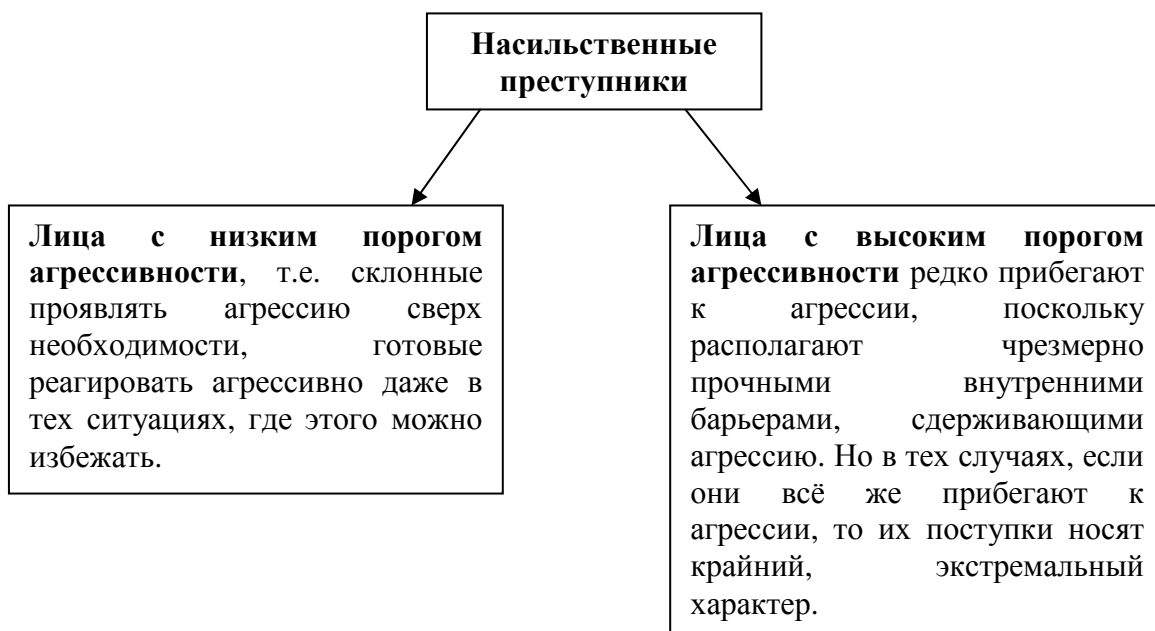 Насильственные
преступники
Лица с низким порогом
агрессивности, т.е. склонные
проявлять агрессию сверх
необходимости, готовые
реагировать агрессивно даже в
тех ситуациях, где этого можно
избежать.
Лица с высоким порогом
агрессивности редко прибегают
к агрессии, поскольку
располагают чрезмерно
прочными внутренними
барьерами, сдерживающими
агрессию. Но в тех случаях, если
они всё же прибегают к
агрессии, то их поступки носят
крайний, экстремальный
характер.